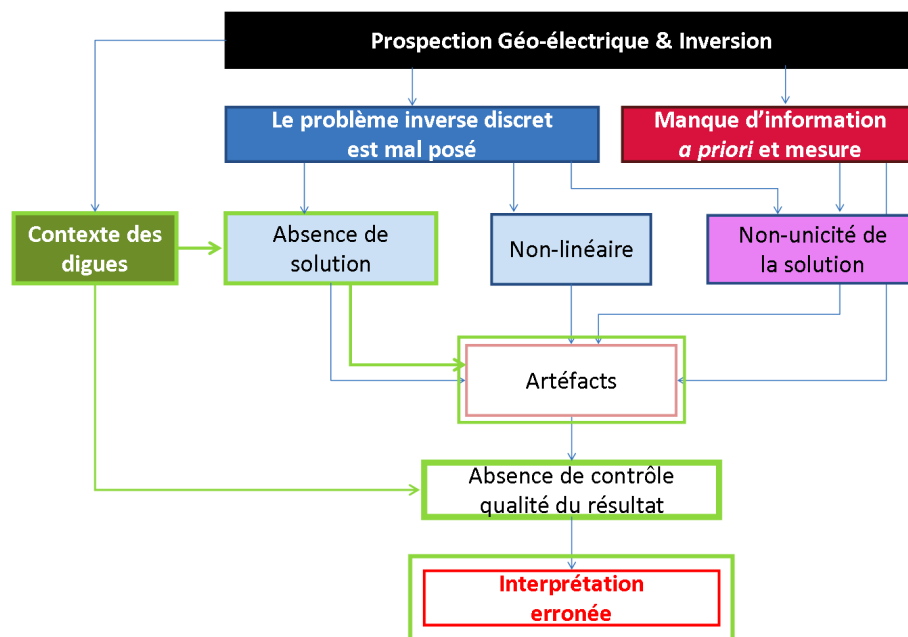 Prospection Géo-électrique & Inversion
Le problème inverse discret
est mal posé
Manque d'information
a priori et mesure
Contexte des
digues
Absence de
solution
Non-linéaire
Non-unicité de
la solution
Artéfacts
Absence de contrôle
qualité du résultat
Interprétation
erronée